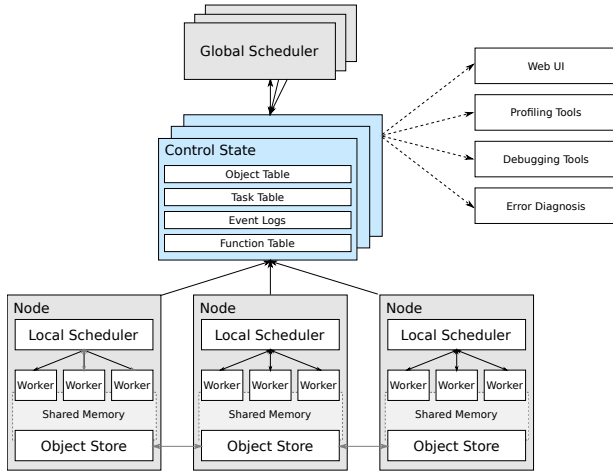 Global Scheduler
Web UI
Profiling Tools
Debugging Tools
Error Diagnosis
Control State
Object Table
Task Table
Event Logs
Function Table
Node
Local Scheduler
Worker Worker Worker
Shared Memory
Object Store
Node
Local Scheduler
Worker Worker Worker
Shared Memory
Object Store
Node
Local Scheduler
Worker Worker Worker
Shared Memory
Object Store